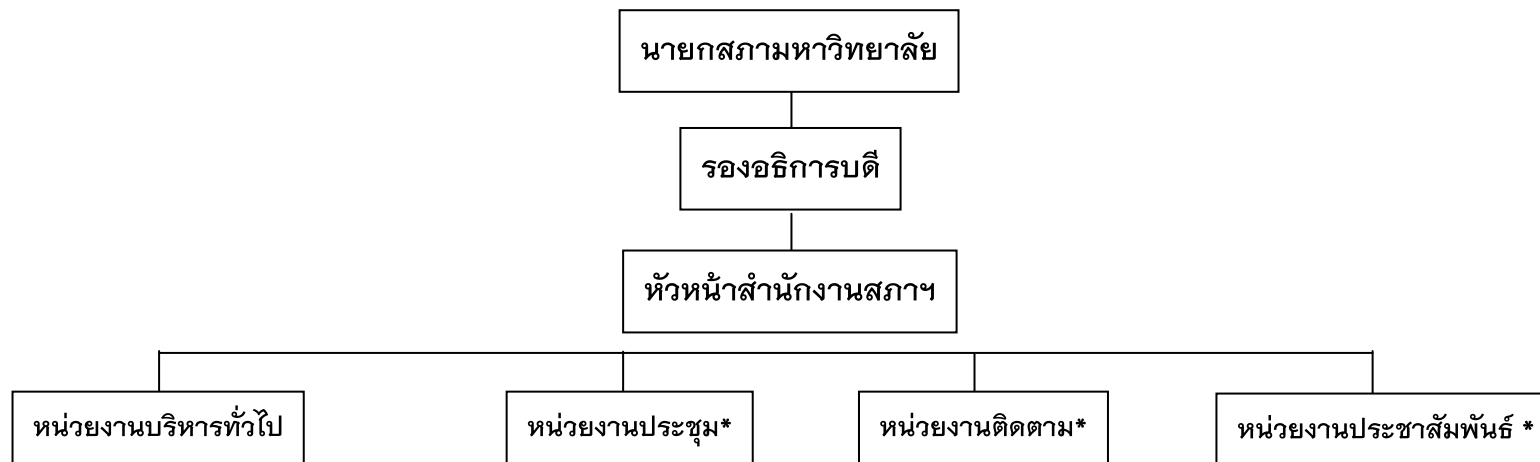 นายกสภามหาวิทยาลัย
รองอธิการบดี
หัวหน้าสำนักงานสภาฯ
หน่วยงานบริหารทั่วไป
หน่วยงานประชุม*
หน่วยงานติดตาม*
หน่วยงานประชาสัมพันธ์ *